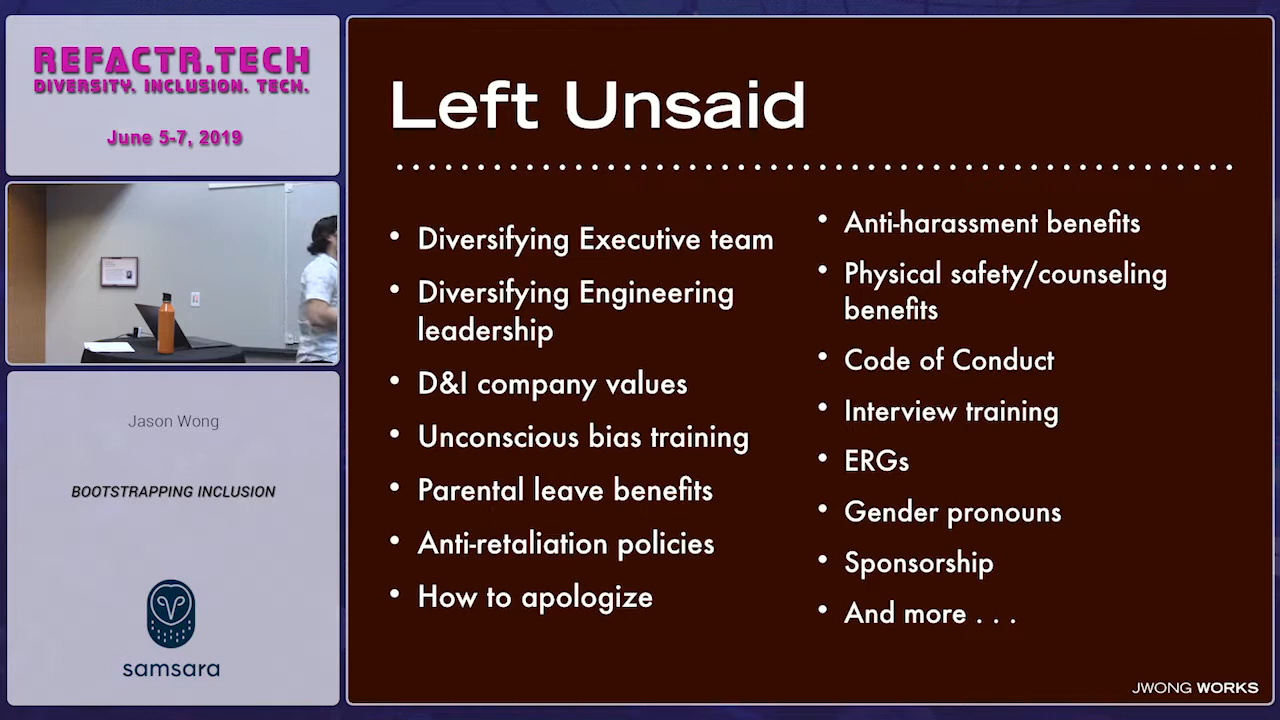 REFACTR.TECH
DIVERSITY. INCLUSION. TECH.
June 5-7, 2019
Jason Wong
BOOTSTRAPPING INCLUSION
samsara
Left Unsaid
• Diversifying Executive team
• Diversifying Engineering
leadership
• D&I company values
• Unconscious bias training
• Parental leave benefits
• Anti-retaliation policies
• How to apologize
• Anti-harassment benefits
• Physical safety/counseling
benefits
• Code of Conduct
• Interview training
• ERGs
• Gender pronouns
• Sponsorship
• And more . . .
JWONG WORKS